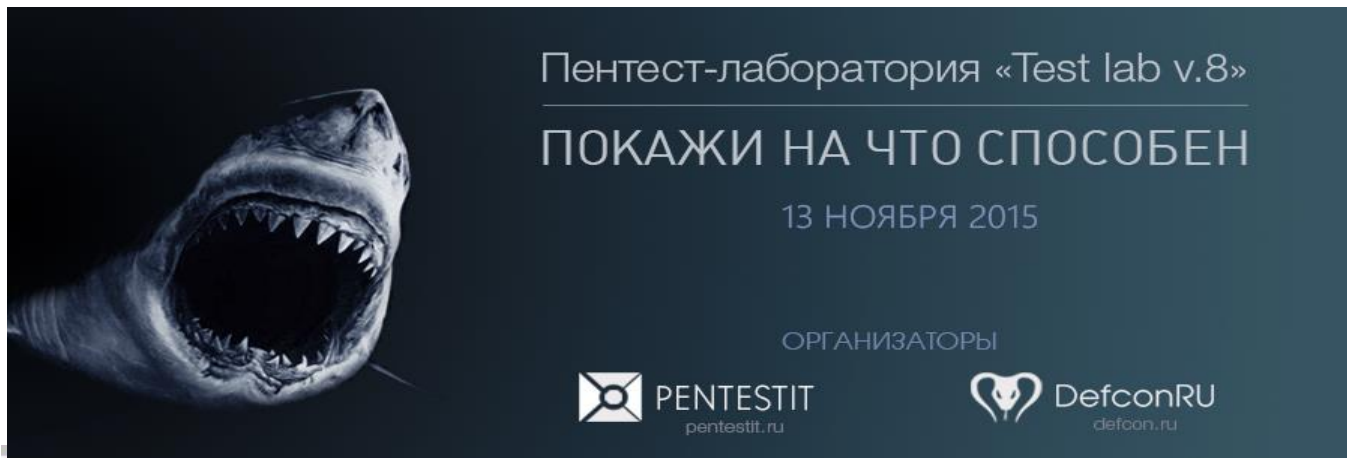 Пентест-лаборатория «Test lab v.8»
ПОКАЖИ НА ЧТО СПОСОБЕН
13 НОЯБРЯ 2015
ОРГАНИЗАТОРЫ
PENTESTIT
pentestit.ru
DefconRU
defcon.ru